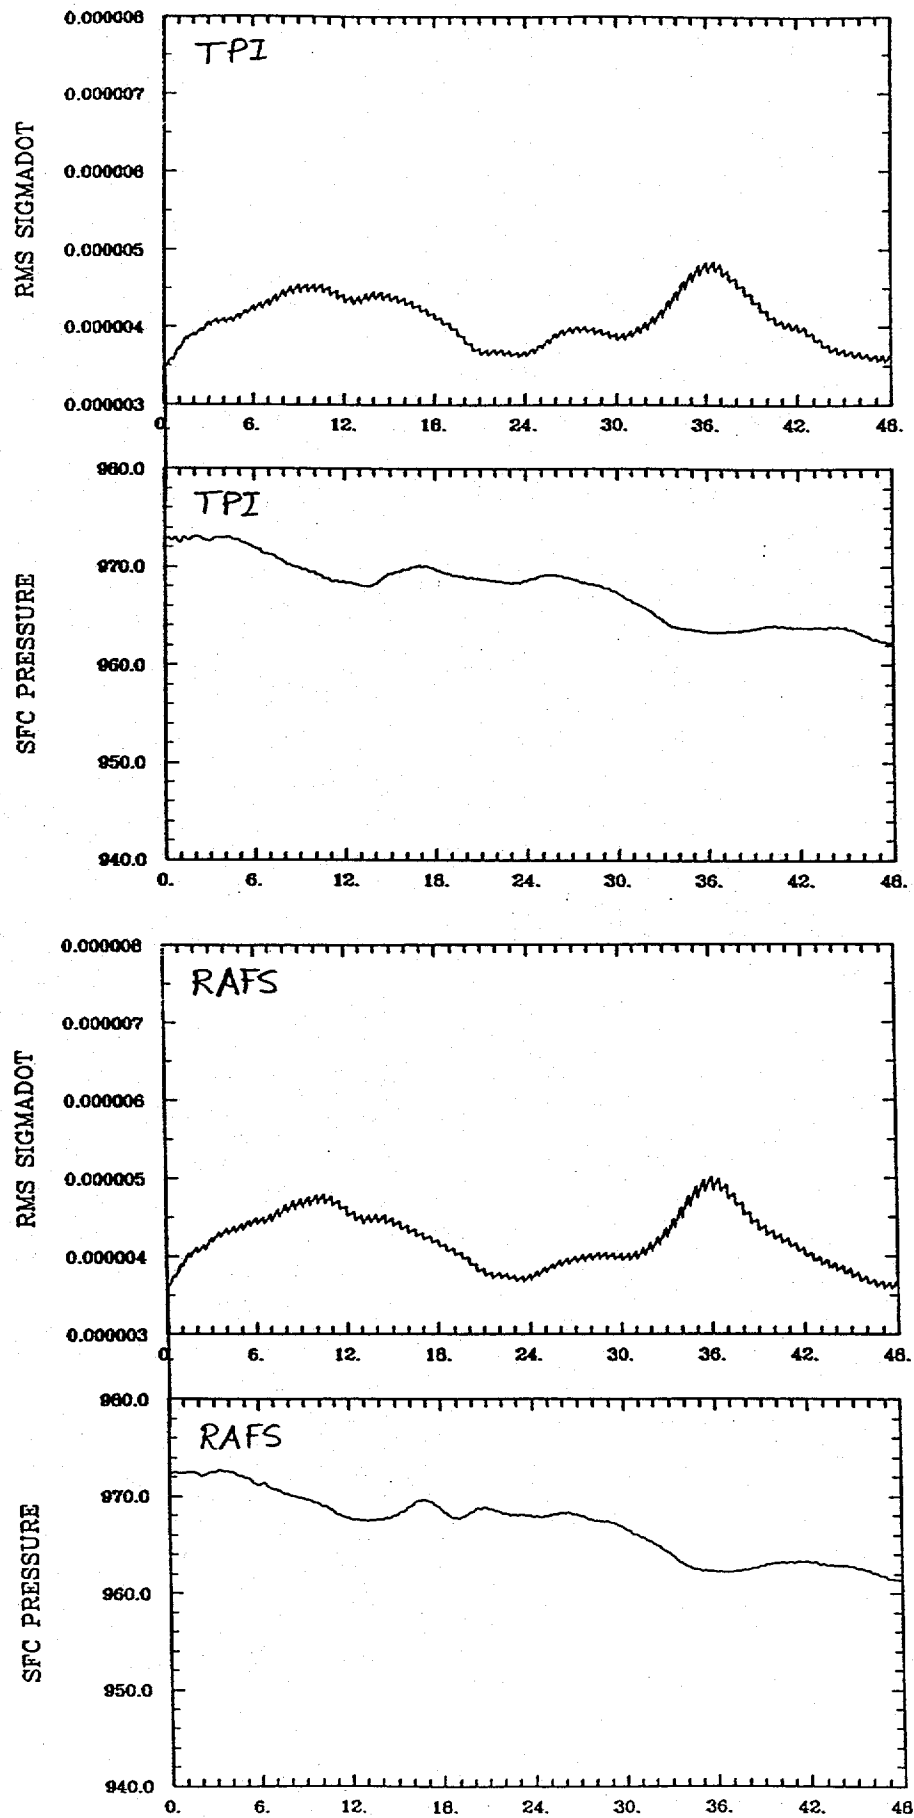 0.000008
TPI
0.000007
0.000006
RMS SIGMADOT
0.000005
0.000004
0.000003
0. 6. 12. 18. 24. 30. 36. 42. 48.
980.0
TPI
970.0
SFC PRESSURE
960.0
950.0
940.0
0. 6. 12. 18. 24. 30. 36. 42. 48.
0.000008
RAFS
0.000007
0.000006
RMS SIGMADOT
0.000005
0.000004
0.000003
0. 6. 12. 18. 24. 30. 36. 42. 48.
980.0
RAFS
970.0
SFC PRESSURE
960.0
950.0
940.0
0. 6. 12. 18. 24. 30. 36. 42. 48